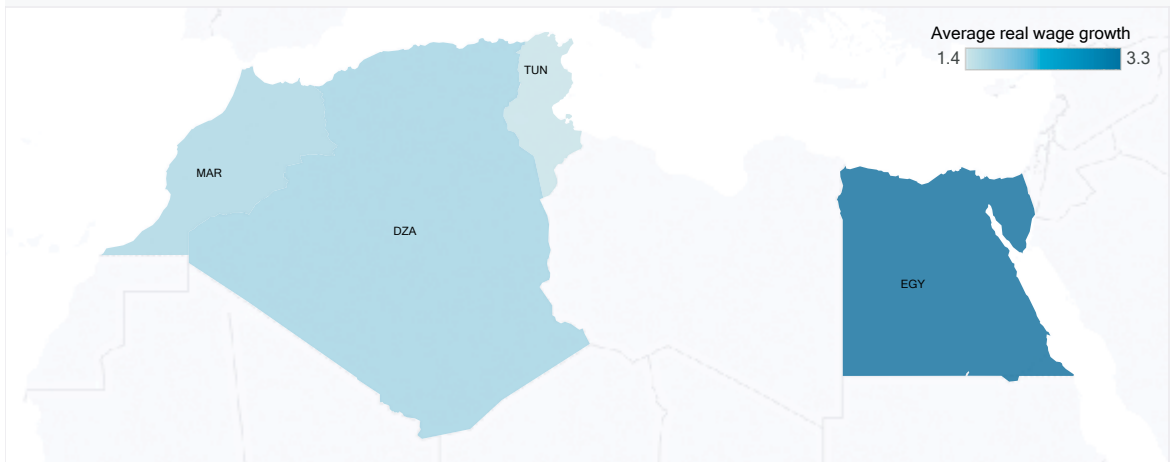 Average real wage growth
1.4 3.3
TUN
MAR
DZA
EGY